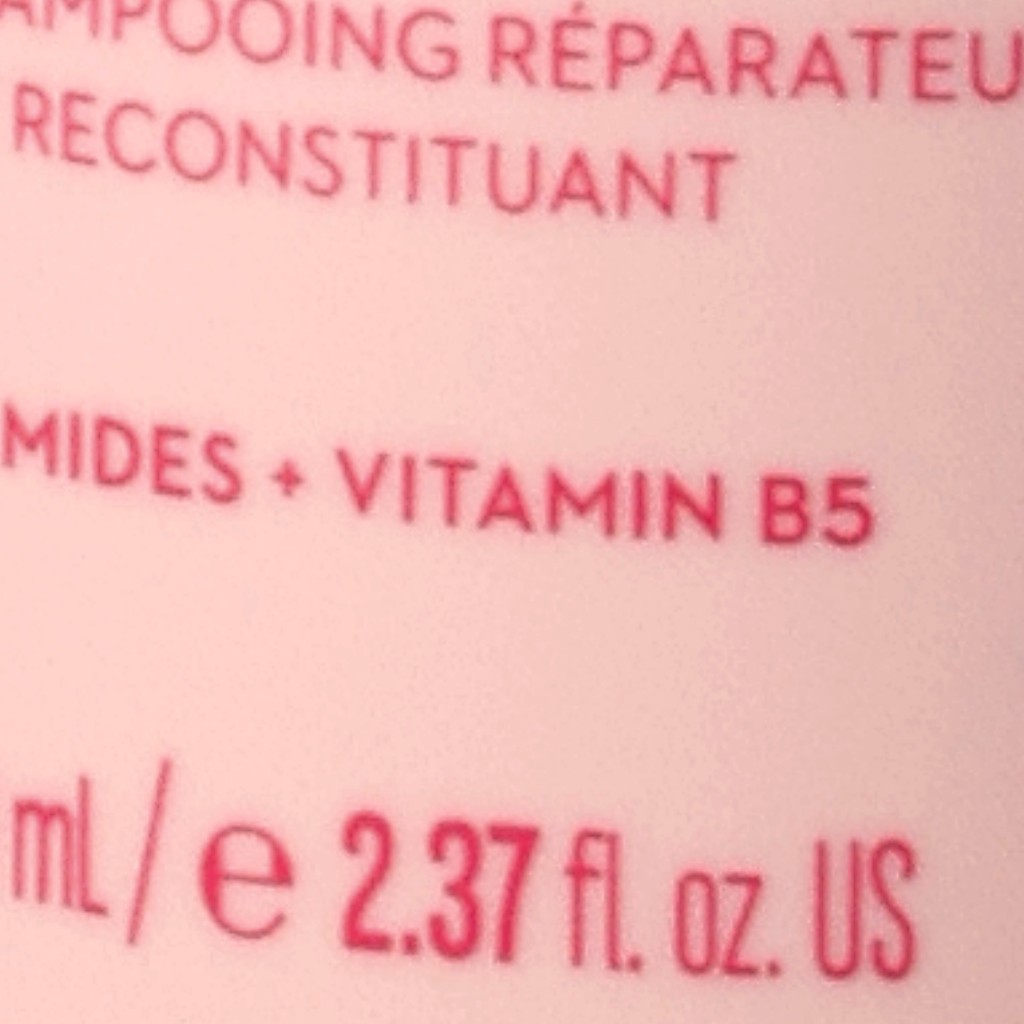 AMPOOING RÉPARATEU
RECONSTITUANT
MIDES + VITAMIN B5
mL/e 2.37 fl. oz. US